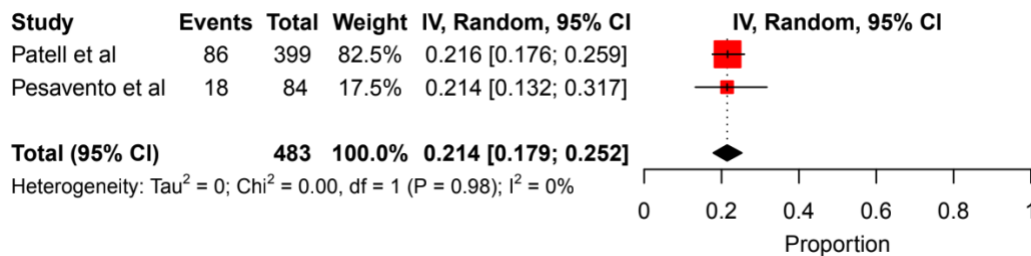 Study Events Total Weight IV, Random, 95% CI IV, Random, 95% CI
Patell et al 86 399 82.5% 0.216 [0.176; 0.259]
Pesavento et al 18 84 17.5% 0.214 [0.132; 0.317]
Total (95% CI) 483 100.0% 0.214 [0.179; 0.252]
Heterogeneity: Tau² = 0; Chi² = 0.00, df = 1 (P = 0.98); I² = 0%
0 0.2 0.4 0.6 0.8 1
Proportion